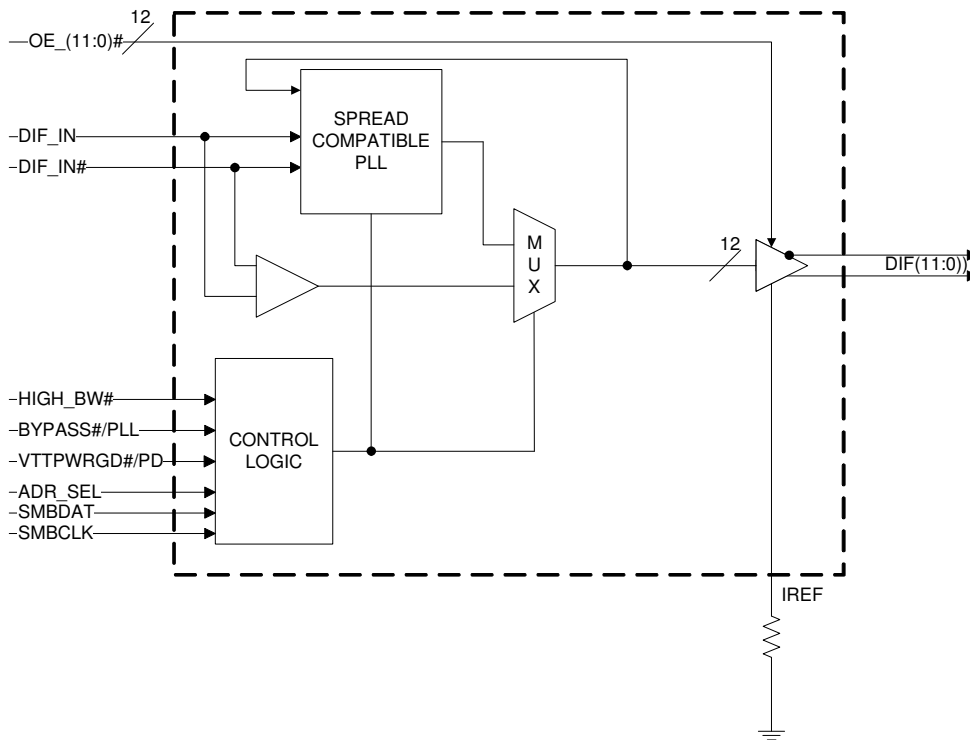 12
OE_(11:0)#
SPREAD
COMPATIBLE
PLL
DIF_IN
DIF_IN#
M
U
X
12
DIF(11:0))
HIGH_BW#
BYPASS#/PLL
VTTPWRGD#/PD
ADR_SEL
SMBDAT
SMBCLK
CONTROL
LOGIC
IREF